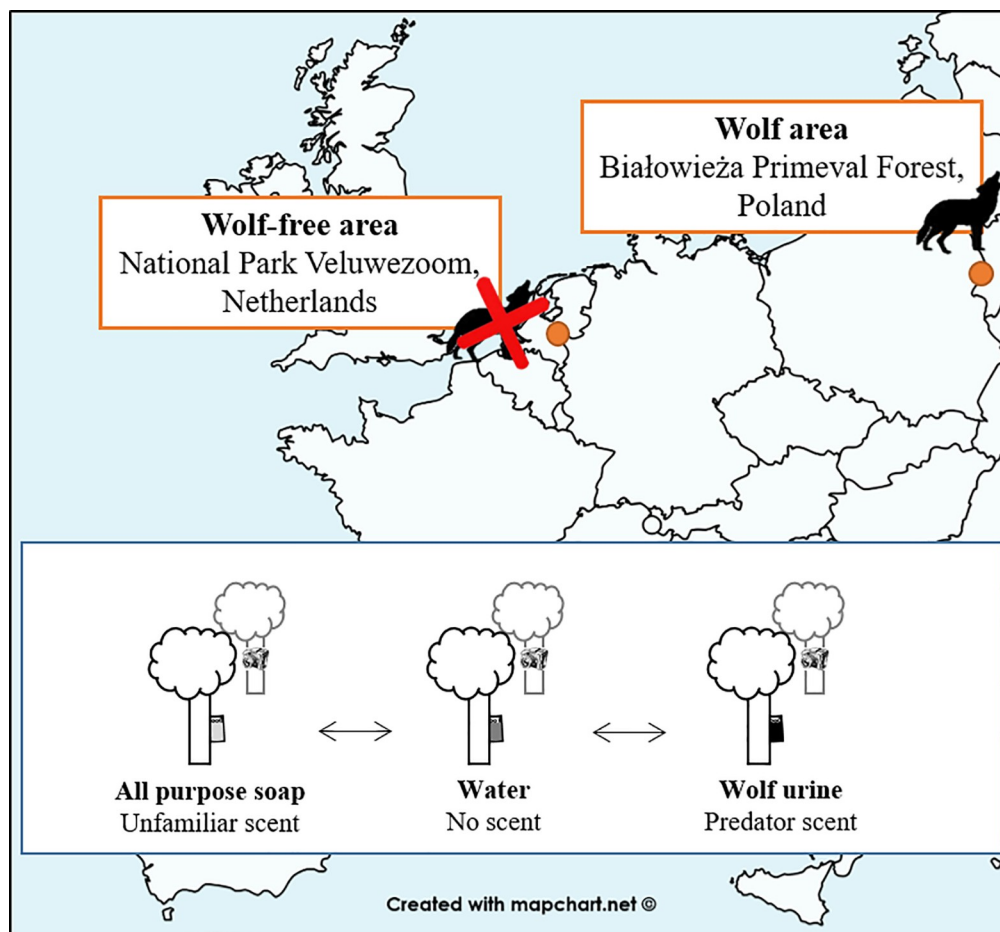 Wolf area
Białowieża Primeval Forest,
Poland
Wolf-free area
National Park Veluwezoom,
Netherlands
All purpose soap
Unfamiliar scent
Water
No scent
Wolf urine
Predator scent
Created with mapchart.net ©